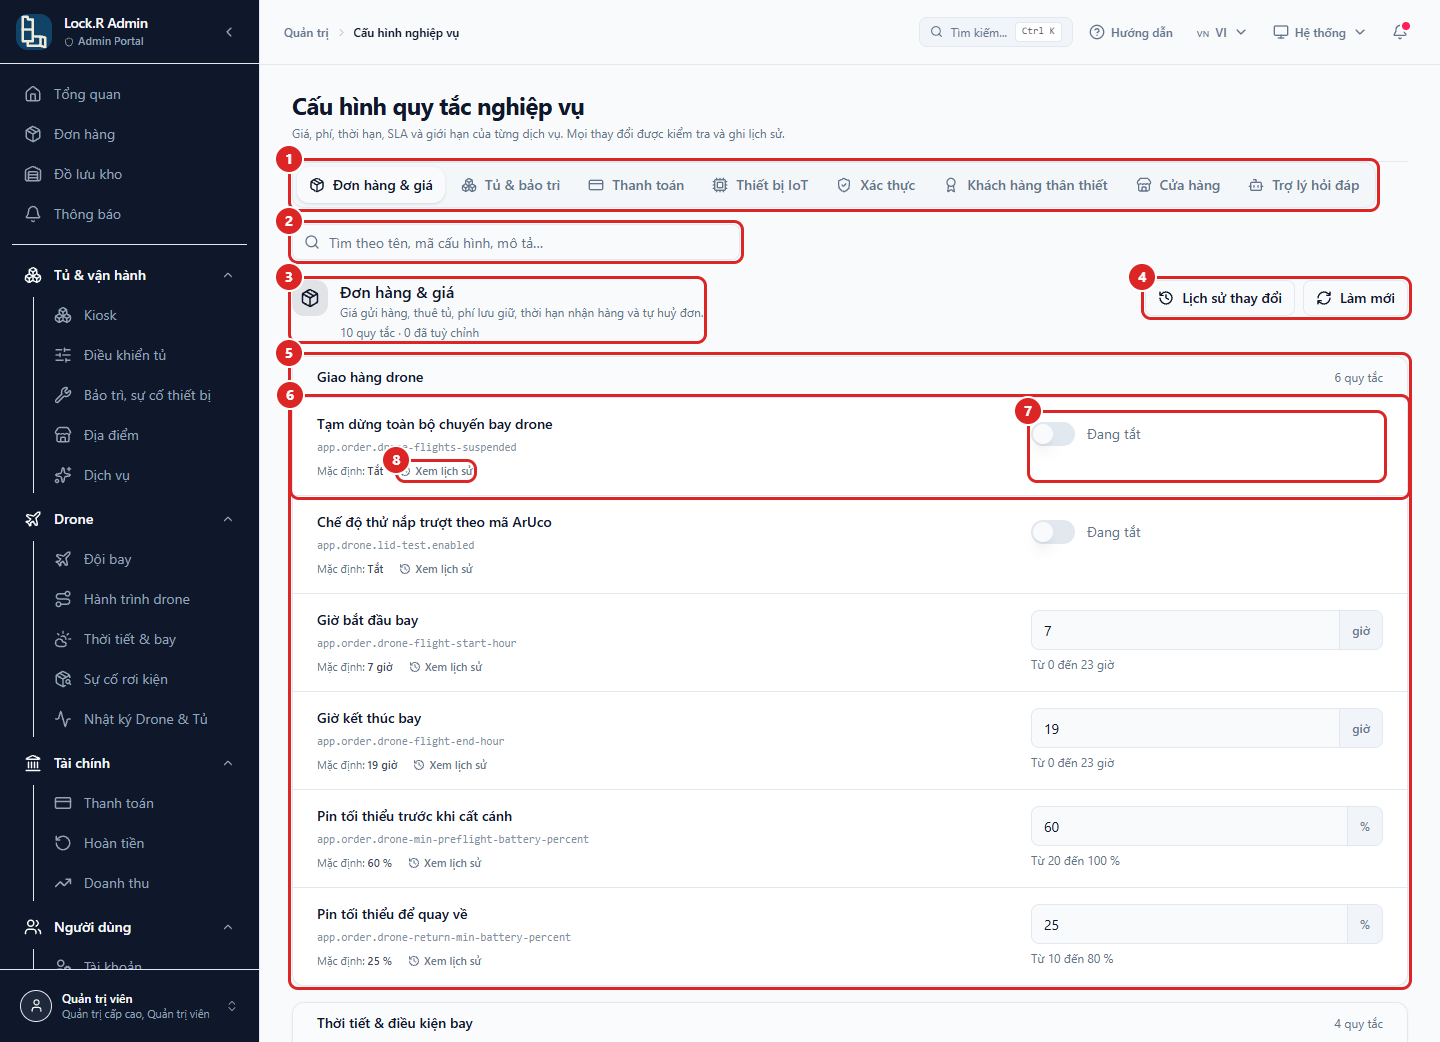 Lock.R Admin
Admin Portal
Tổng quan
Đơn hàng
Đồ lưu kho
Thông báo
Tủ & vận hành
Kiosk
Điều khiển tủ
Bảo trì, sự cố thiết bị
Địa điểm
Dịch vụ
Drone
Đội bay
Hành trình drone
Thời tiết & bay
Sự cố rơi kiện
Nhật ký Drone & Tủ
Tài chính
Thanh toán
Hoàn tiền
Doanh thu
Người dùng
Tài khoản
Quản trị viên
Quản trị cấp cao, Quản trị viên
Quản trị
Cấu hình nghiệp vụ
Tìm kiếm... Ctrl K
Hướng dẫn
VN VI
Hệ thống
Cấu hình quy tắc nghiệp vụ
Giá, phí, thời hạn, SLA và giới hạn của từng dịch vụ. Mọi thay đổi được kiểm tra và ghi lịch sử.
1
Đơn hàng & giá
Tủ & bảo trì
Thanh toán
Thiết bị IoT
Xác thực
Khách hàng thân thiết
Cửa hàng
Trợ lý hỏi đáp
2
Tìm theo tên, mã cấu hình, mô tả...
3
Đơn hàng & giá
Giá gửi hàng, thuê tủ, phí lưu giữ, thời hạn nhận hàng và tự huỷ đơn.
10 quy tắc · 0 đã tuỳ chỉnh
4
Lịch sử thay đổi
Làm mới
5
Giao hàng drone
6 quy tắc
6
Tạm dừng toàn bộ chuyến bay drone
app.order.drone-flights-suspended
Mặc định: Tắt
8
Xem lịch sử
7
Đang tắt
Chế độ thử nắp trượt theo mã ArUco
app.drone.lid-test.enabled
Mặc định: Tắt
Xem lịch sử
Đang tắt
Giờ bắt đầu bay
app.order.drone-flight-start-hour
Mặc định: 7 giờ
Xem lịch sử
7 giờ
Từ 0 đến 23 giờ
Giờ kết thúc bay
app.order.drone-flight-end-hour
Mặc định: 19 giờ
Xem lịch sử
19 giờ
Từ 0 đến 23 giờ
Pin tối thiểu trước khi cất cánh
app.order.drone-min-preflight-battery-percent
Mặc định: 60 %
Xem lịch sử
60 %
Từ 20 đến 100 %
Pin tối thiểu để quay về
app.order.drone-return-min-battery-percent
Mặc định: 25 %
Xem lịch sử
25 %
Từ 10 đến 80 %
Thời tiết & điều kiện bay
4 quy tắc